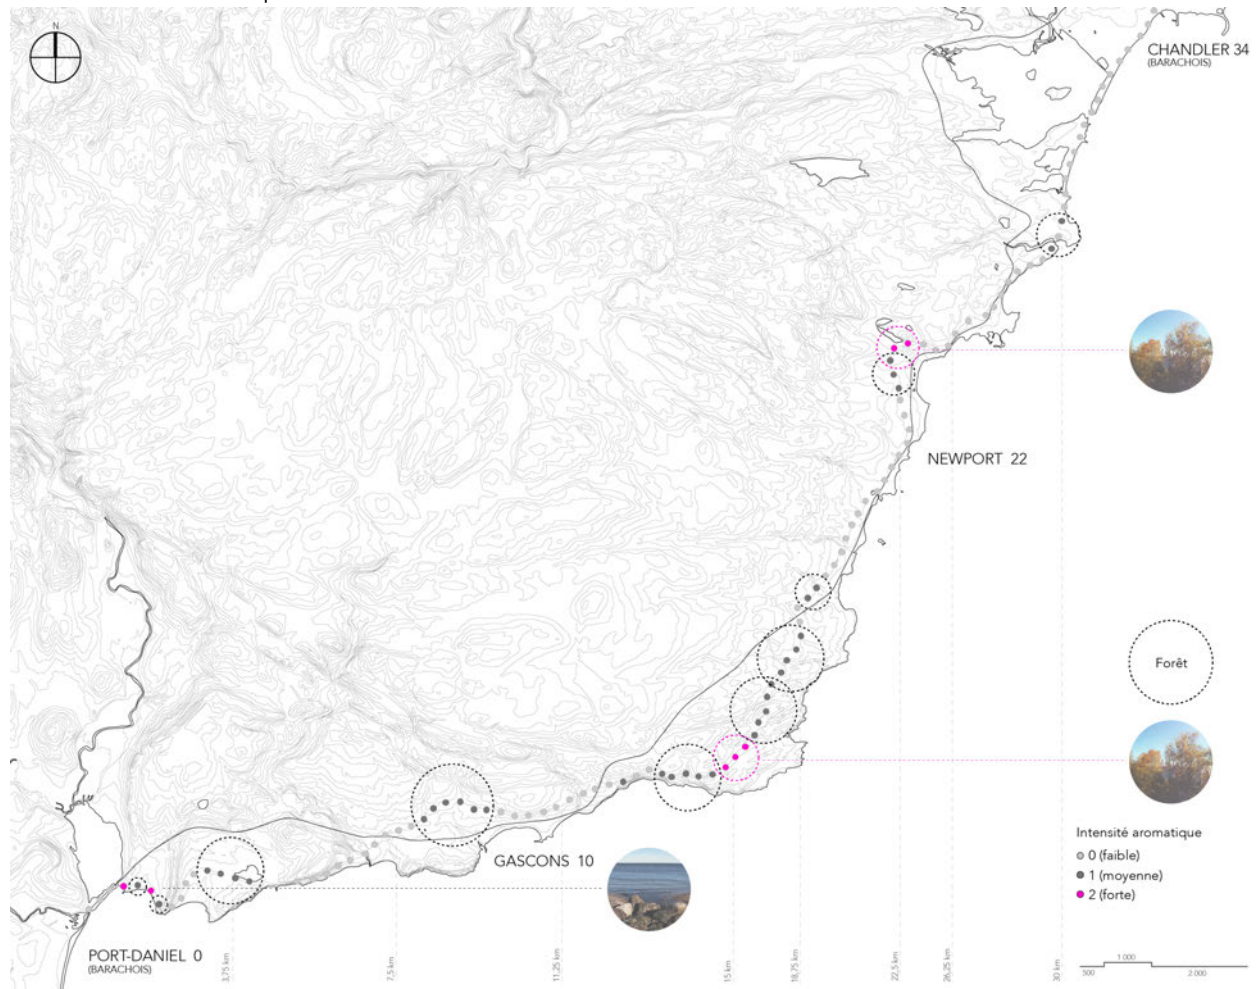 N
CHANDLER 34
(BARACHOIS)
NEWPORT 22
Forêt
GASCONS 10
Intensité aromatique
0 (faible)
1 (moyenne)
2 (forte)
PORT-DANIEL 0
(BARACHOIS)
3,75 km
7,5 km
11,25 km
15 km
18,75 km
22,5 km
26,25 km
30 km
1 000
500
2 000